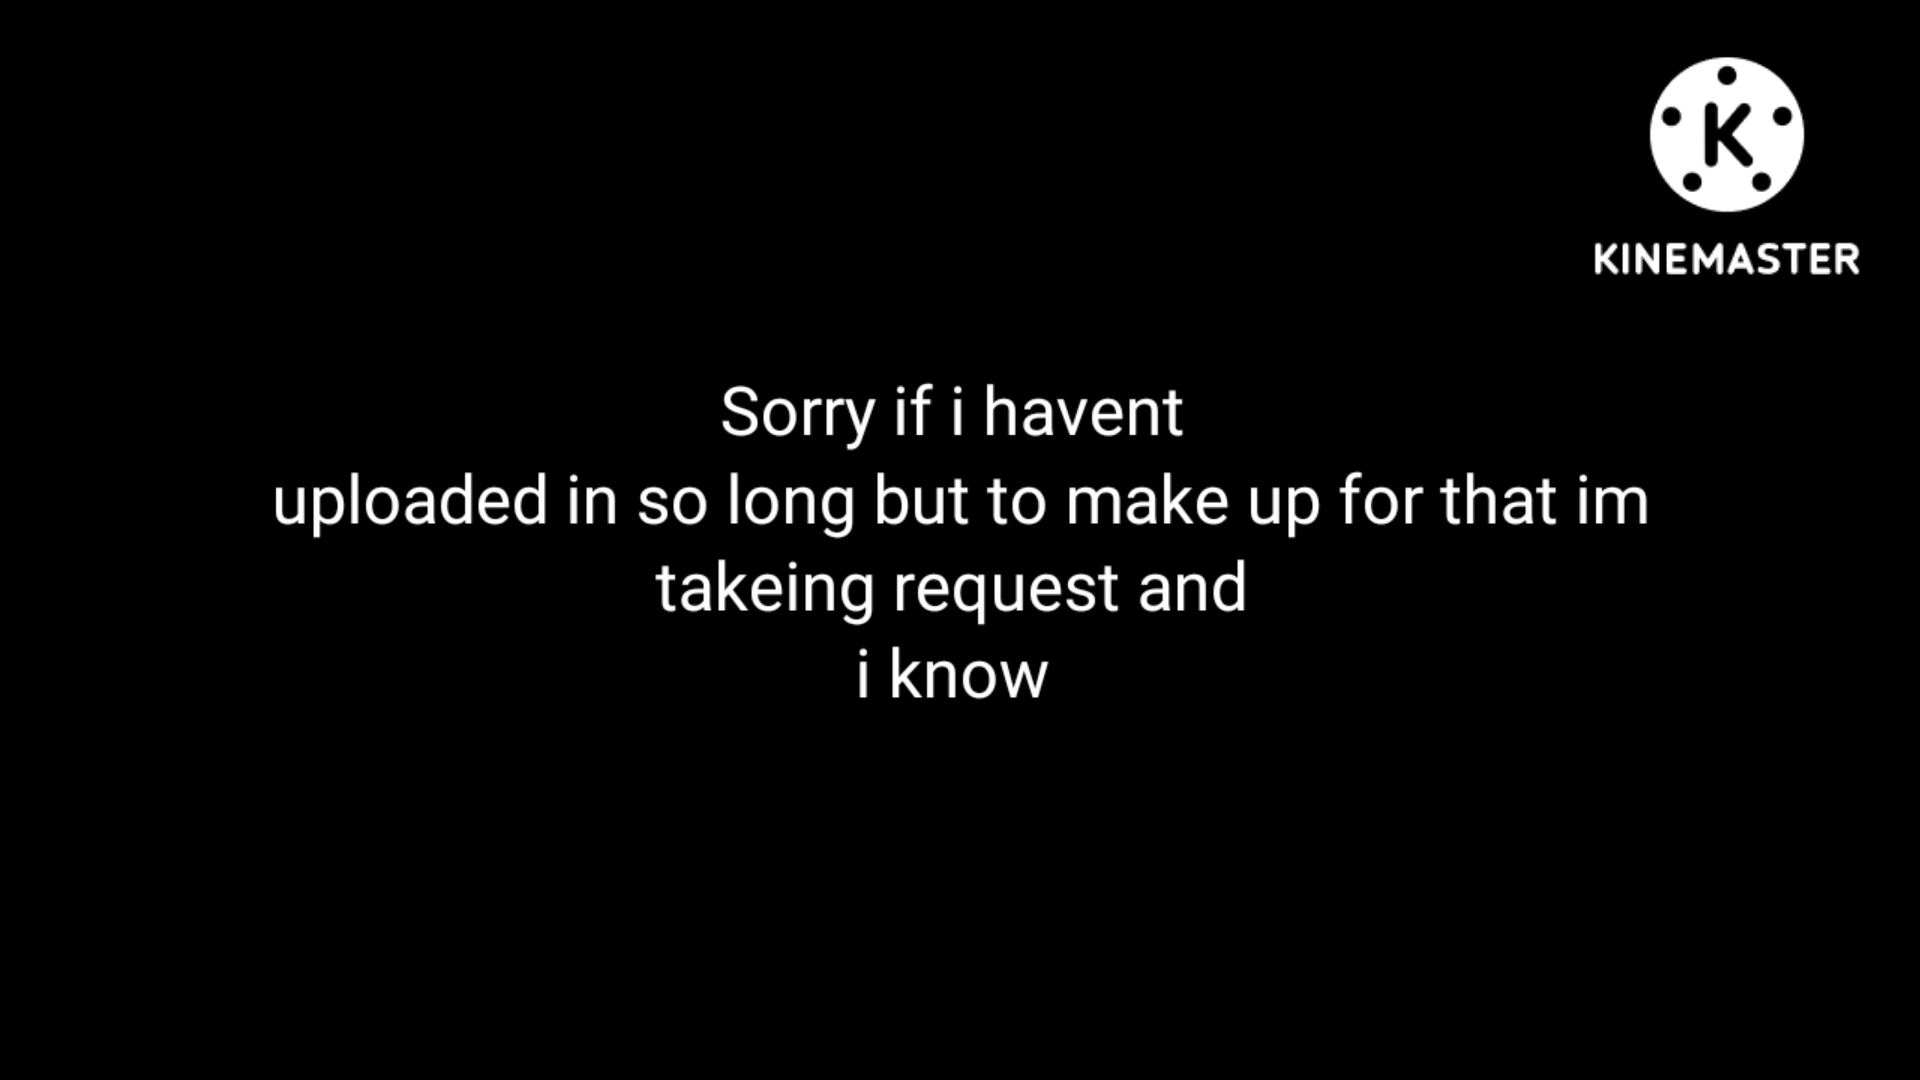 K
KINEMASTER
Sorry if i havent
uploaded in so long but to make up for that im
takeing request and
i know